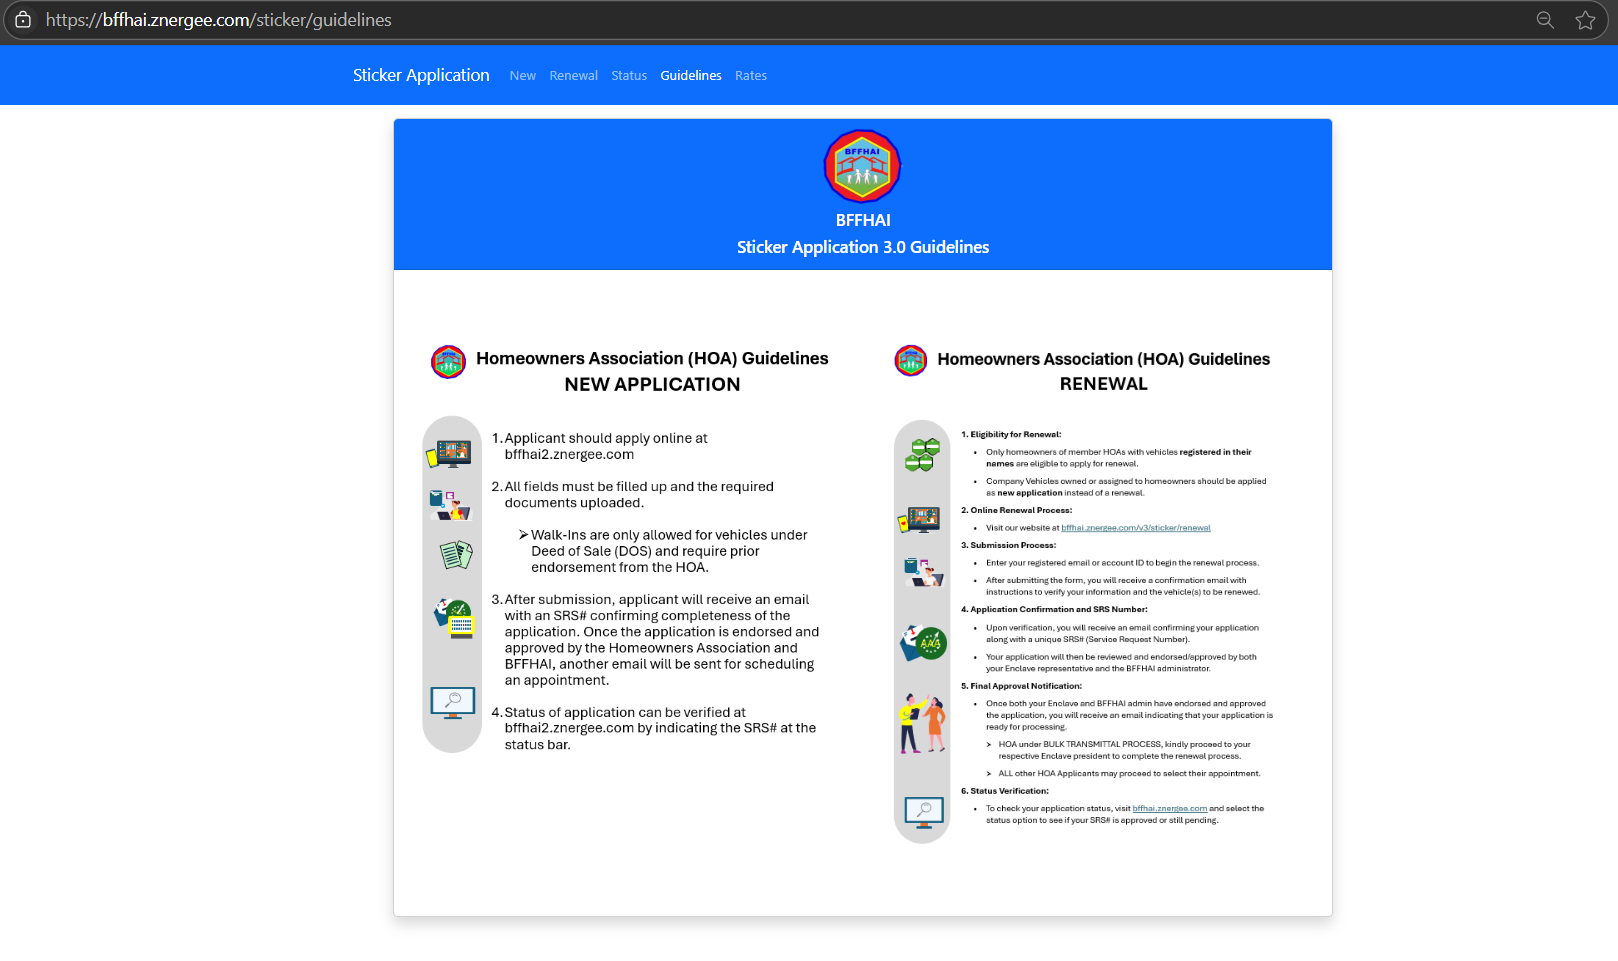 https://bffhai.znergee.com/sticker/guidelines
Sticker Application New Renewal Status Guidelines Rates
BFFHAI
BFFHAI
Sticker Application 3.0 Guidelines
Homeowners Association (HOA) Guidelines
NEW APPLICATION
1. Applicant should apply online at
bffhai2.znergee.com
2. All fields must be filled up and the required
documents uploaded.
➢ Walk-Ins are only allowed for vehicles under
Deed of Sale (DOS) and require prior
endorsement from the HOA.
3. After submission, applicant will receive an email
with an SRS# confirming completeness of the
application. Once the application is endorsed and
approved by the Homeowners Association and
BFFHAI, another email will be sent for scheduling
an appointment.
4. Status of application can be verified at
bffhai2.znergee.com by indicating the SRS# at the
status bar.
Homeowners Association (HOA) Guidelines
RENEWAL
1. Eligibility for Renewal:
• Only homeowners of member HOAs with vehicles registered in their
names are eligible to apply for renewal.
• Company Vehicles owned or assigned to homeowners should be applied
as new application instead of a renewal.
2. Online Renewal Process:
• Visit our website at bffhai.znergee.com/v3/sticker/renewal
3. Submission Process:
• Enter your registered email or account ID to begin the renewal process.
• After submitting the form, you will receive a confirmation email with
instructions to verify your information and the vehicle(s) to be renewed.
4. Application Confirmation and SRS Number:
• Upon verification, you will receive an email confirming your application
along with a unique SRS# (Service Request Number).
• Your application will then be reviewed and endorsed/approved by both
your Enclave representative and the BFFHAI administrator.
5. Final Approval Notification:
• Once both your Enclave and BFFHAI admin have endorsed and approved
the application, you will receive an email indicating that your application is
ready for processing.
➢ HOA under BULK TRANSMITTAL PROCESS, kindly proceed to your
respective Enclave president to complete the renewal process.
➢ ALL other HOA Applicants may proceed to select their appointment.
6. Status Verification:
• To check your application status, visit bffhai.znergee.com and select the
status option to see if your SRS# is approved or still pending.